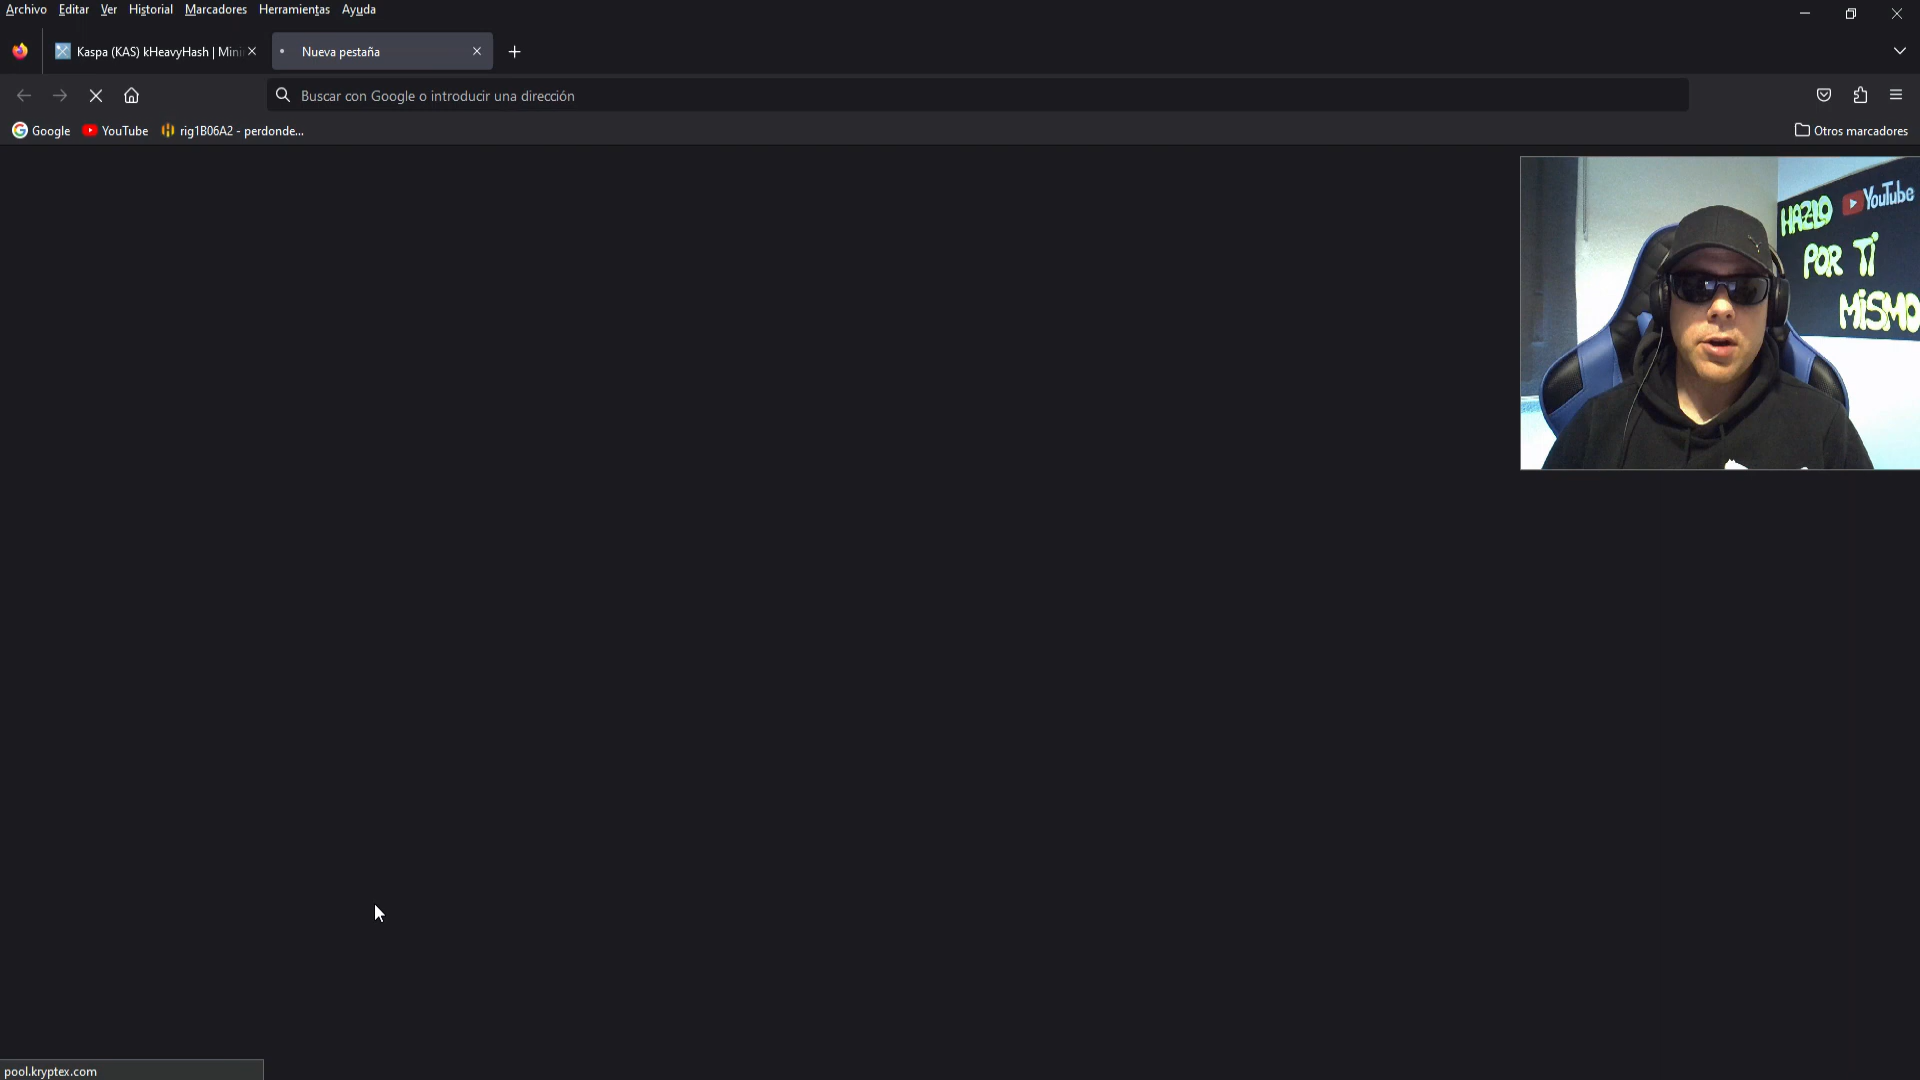 Archivo Editar Ver Historial Marcadores Herramientas Ayuda
Kaspa (KAS) kHeavyHash | Mini
Nueva pestaña
Buscar con Google o introducir una dirección
Google YouTube rig1B06A2 - perdonde... Otros marcadores
YouTube
HAZLO
POR TI
MISMO
pool.kryptex.com